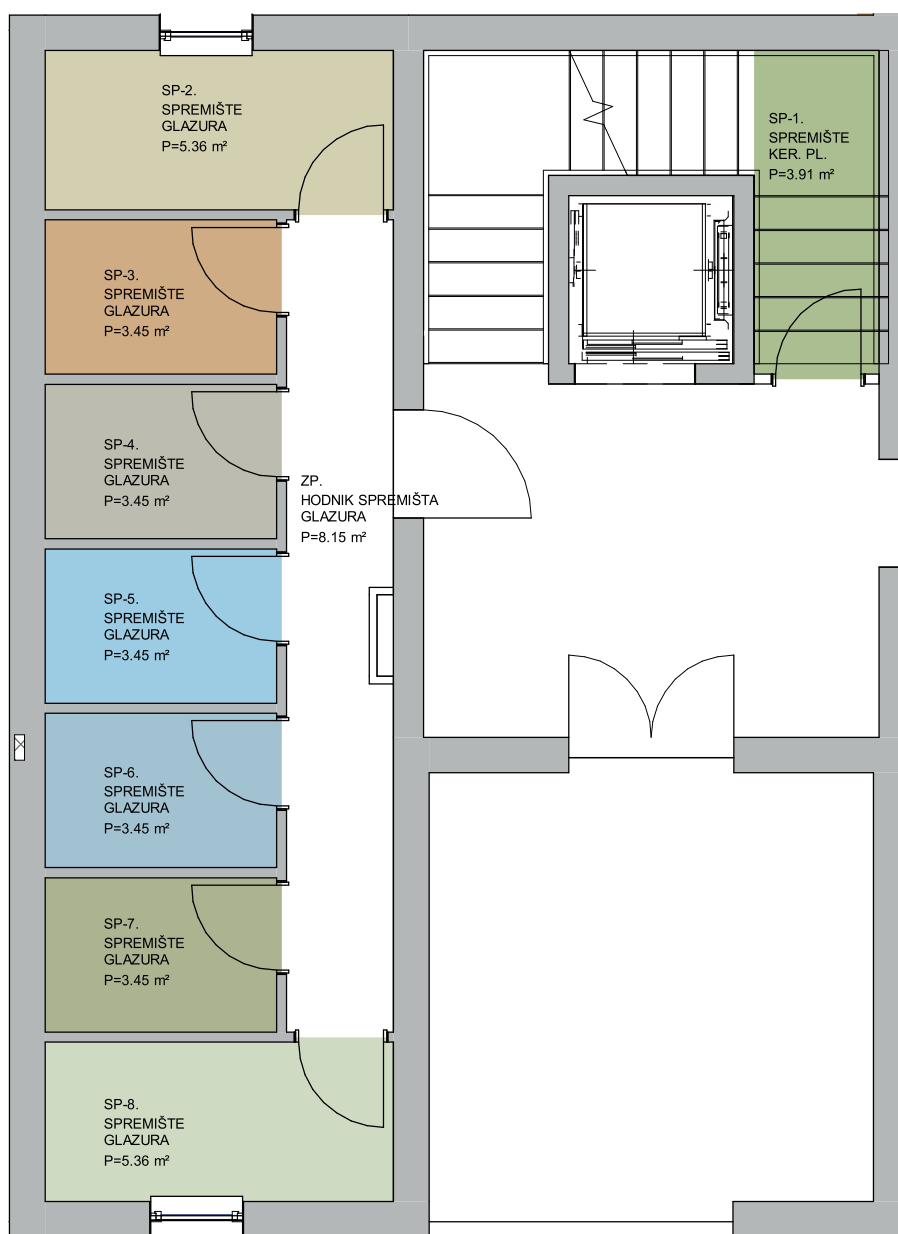 SP-2.
SPREMIŠTE
GLAZURA
P=5.36 m²
SP-1.
SPREMIŠTE
KER. PL.
P=3.91 m²
SP-3.
SPREMIŠTE
GLAZURA
P=3.45 m²
SP-4.
SPREMIŠTE
GLAZURA
P=3.45 m²
ZP.
HODNIK SPREMIŠTA
GLAZURA
P=8.15 m²
SP-5.
SPREMIŠTE
GLAZURA
P=3.45 m²
SP-6.
SPREMIŠTE
GLAZURA
P=3.45 m²
SP-7.
SPREMIŠTE
GLAZURA
P=3.45 m²
SP-8.
SPREMIŠTE
GLAZURA
P=5.36 m²